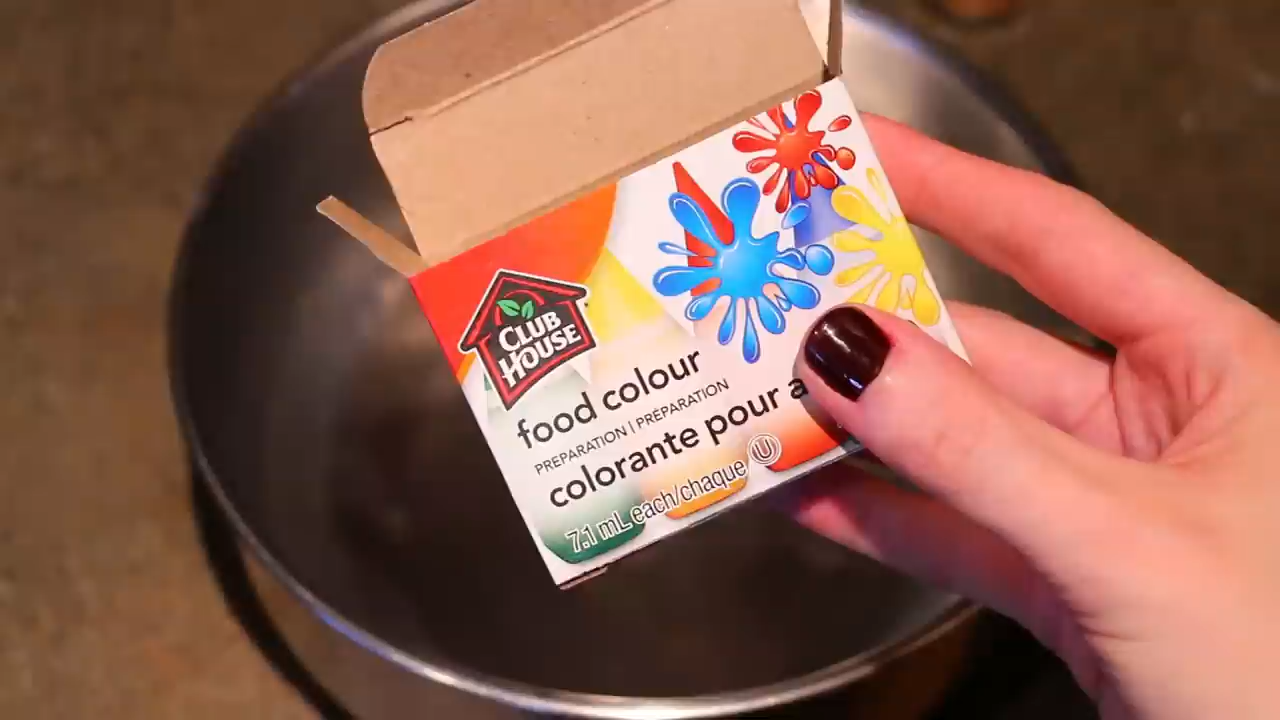 CLUB
HOUSE
food colour
PREPARATION | PRÉPARATION
colorante pour
7.1 mL each/chaque
U